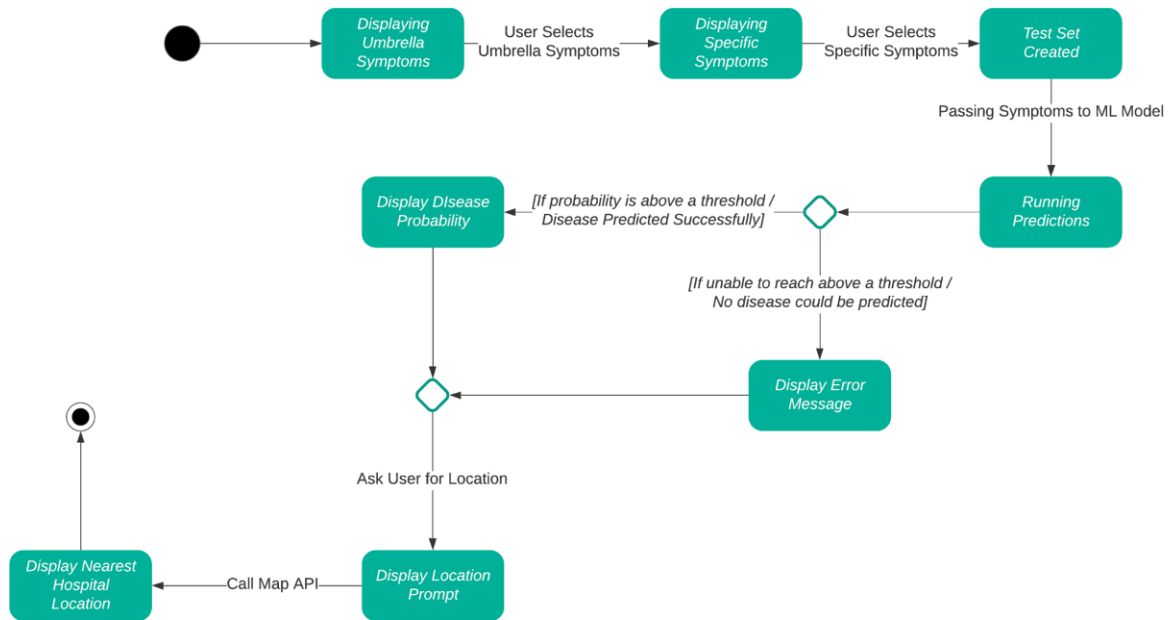 Displaying
Umbrella
Symptoms
User Selects
Umbrella Symptoms
Displaying
Specific
Symptoms
User Selects
Specific Symptoms
Test Set
Created
Passing Symptoms to ML Model
Running
Predictions
[If probability is above a threshold /
Disease Predicted Successfully]
Display DIsease
Probability
[If unable to reach above a threshold /
No disease could be predicted]
Display Error
Message
Ask User for Location
Display Location
Prompt
Call Map API
Display Nearest
Hospital
Location